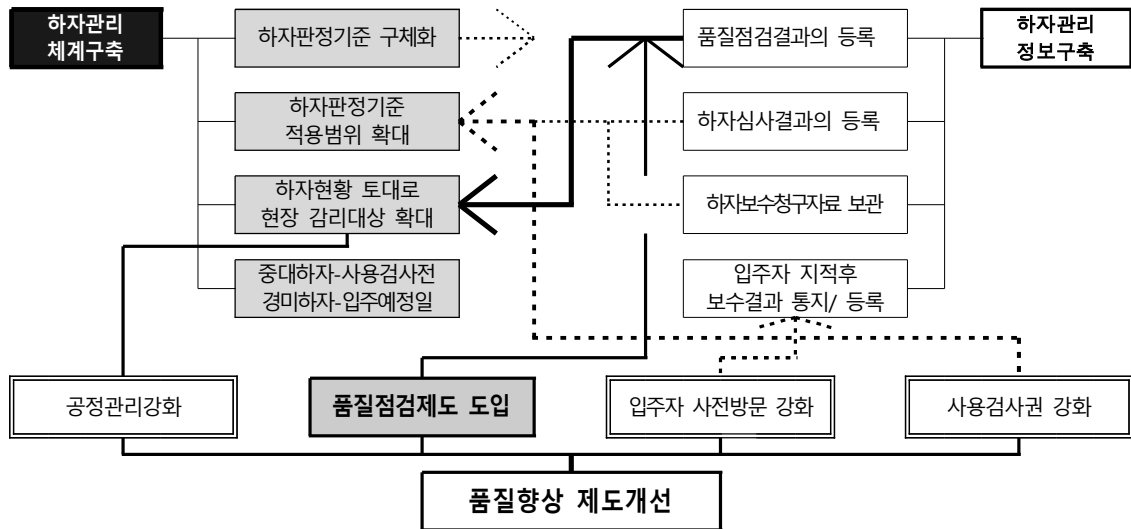 하자관리
체계구축
하자판정기준 구체화
품질점검결과의 등록
하자관리
정보구축
하자판정기준
적용범위 확대
하자심사결과의 등록
하자현황 토대로
현장 감리대상 확대
하자보수청구자료 보관
중대하자-사용검사전
경미하자-입주예정일
입주자 지적후
보수결과 통지/ 등록
공정관리강화
품질점검제도 도입
입주자 사전방문 강화
사용검사권 강화
품질향상 제도개선